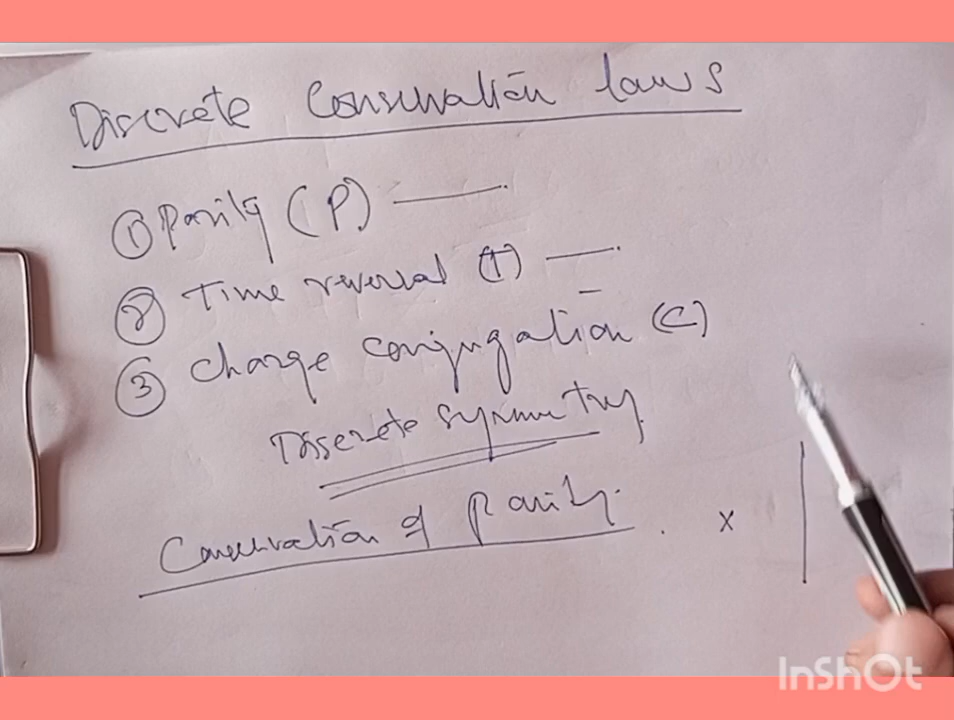 Discrete Conservation laws
① Parity (P) —
② Time reversal (T) —
③ Charge conjugation (C)
Discrete symmetry
Conservation of Parity. x
InShOt